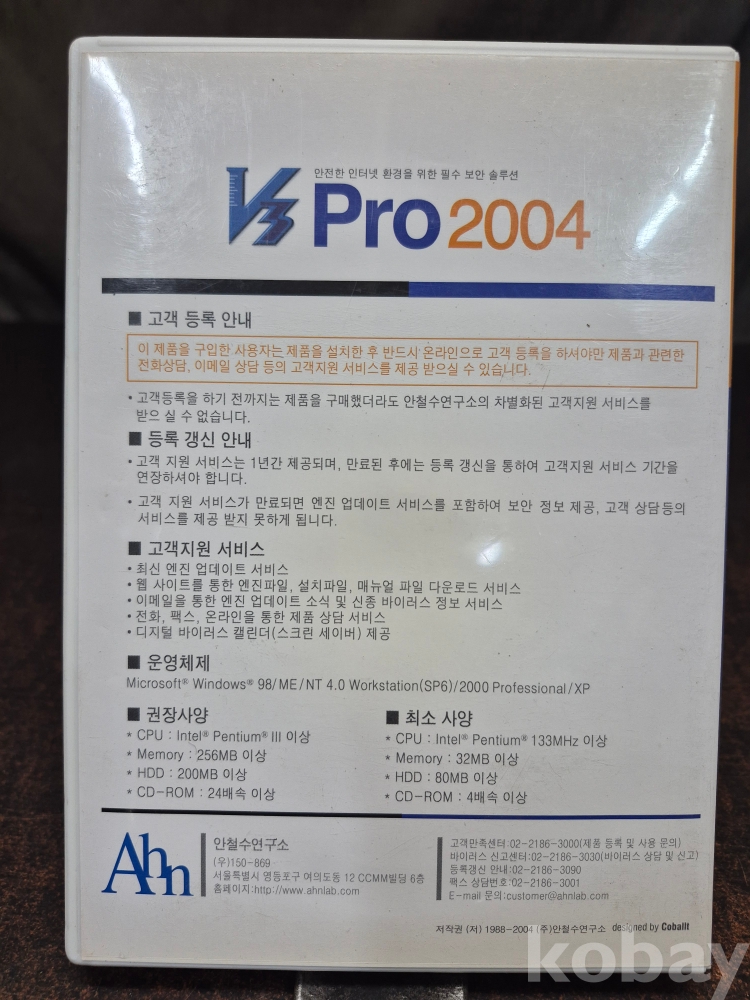 안전한 인터넷 환경을 위한 필수 보안 솔루션
V3 Pro 2004
■ 고객 등록 안내
이 제품을 구입한 사용자는 제품을 설치한 후 반드시 온라인으로 고객 등록을 하셔야만 제품과 관련한
전화상담, 이메일 상담 등의 고객지원 서비스를 제공 받으실 수 있습니다.
• 고객등록을 하기 전까지는 제품을 구매했더라도 안철수연구소의 차별화된 고객지원 서비스를
받으 실 수 없습니다.
■ 등록 갱신 안내
• 고객 지원 서비스는 1년간 제공되며, 만료된 후에는 등록 갱신을 통하여 고객지원 서비스 기간을
연장하셔야 합니다.
• 고객 지원 서비스가 만료되면 엔진 업데이트 서비스를 포함하여 보안 정보 제공, 고객 상담등의
서비스를 제공 받지 못하게 됩니다.
■ 고객지원 서비스
• 최신 엔진 업데이트 서비스
• 웹 사이트를 통한 엔진파일, 설치파일, 매뉴얼 파일 다운로드 서비스
• 이메일을 통한 엔진 업데이트 소식 및 신종 바이러스 정보 서비스
• 전화, 팩스, 온라인을 통한 제품 상담 서비스
• 디지털 바이러스 캘린더(스크린 세이버) 제공
■ 운영체제
Microsoft® Windows® 98/ME/NT 4.0 Workstation(SP6)/2000 Professional/XP
■ 권장사양
* CPU : Intel® Pentium® III 이상
* Memory : 256MB 이상
* HDD : 200MB 이상
* CD-ROM : 24배속 이상
■ 최소 사양
* CPU : Intel® Pentium® 133MHz 이상
* Memory : 32MB 이상
* HDD : 80MB 이상
* CD-ROM : 4배속 이상
Ahn
안철수연구소
(우)150-869
서울특별시 영등포구 여의도동 12 CCMM빌딩 6층
홈페이지:http://www.ahnlab.com
고객만족센터:02-2186-3000(제품 등록 및 사용 문의)
바이러스 신고센터:02-2186-3030(바이러스 상담 및 신고)
등록갱신 안내:02-2186-3090
팩스 상담번호:02-2186-3001
E-mail 문의:customer@ahnlab.com
저작권 (저) 1988-2004 (주)안철수연구소 designed by Coballt
kobay